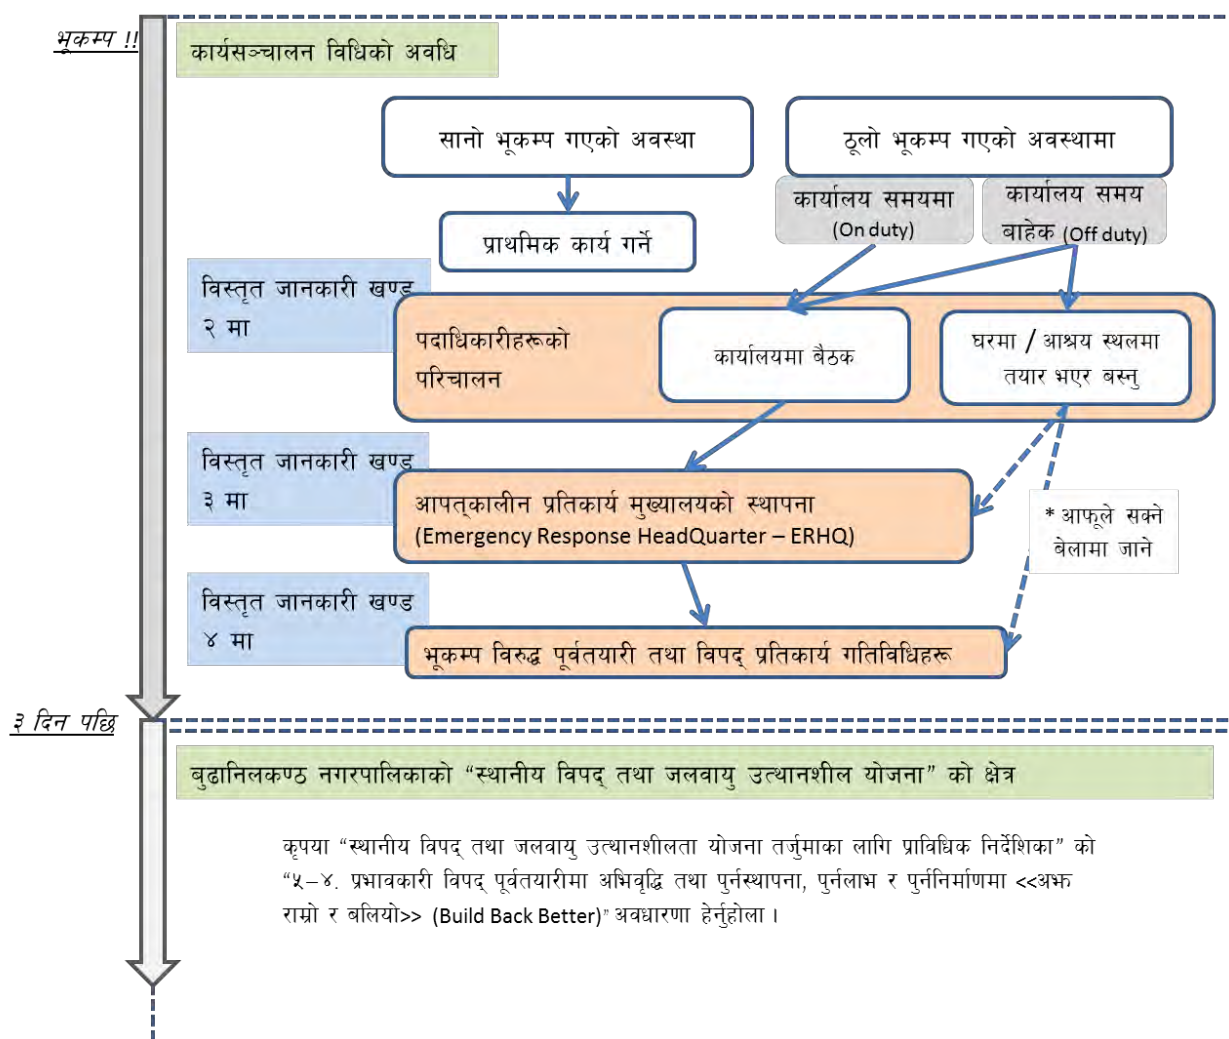 भूकम्प !!
कार्यसञ्चालन विधिको अवधि
सानो भूकम्प गएको अवस्था
ठूलो भूकम्प गएको अवस्थामा
कार्यालय समयमा
(On duty)
कार्यालय समय
बाहेक (Off duty)
प्राथमिक कार्य गर्ने
विस्तृत जानकारी खण्ड
२ मा
पदाधिकारीहरूको
परिचालन
कार्यालयमा बैठक
घरमा / आश्रय स्थलमा
तयार भएर बस्नु
विस्तृत जानकारी खण्ड
३ मा
आपत्कालीन प्रतिकार्य मुख्यालयको स्थापना
(Emergency Response HeadQuarter – ERHQ)
* आफूले सक्ने
बेलामा जाने
विस्तृत जानकारी खण्ड
४ मा
भूकम्प विरुद्ध पूर्वतयारी तथा विपद् प्रतिकार्य गतिविधिहरू
३ दिन पछि
बुढानिलकण्ठ नगरपालिकाको “स्थानीय विपद् तथा जलवायु उत्थानशील योजना” को क्षेत्र
कृपया “स्थानीय विपद् तथा जलवायु उत्थानशीलता योजना तर्जुमाका लागि प्राविधिक निर्देशिका” को
“५–४. प्रभावकारी विपद् पूर्वतयारीमा अभिवृद्धि तथा पुर्नस्थापना, पुर्नलाभ र पुर्ननिर्माणमा <<अझ
राम्रो र बलियो>> (Build Back Better)” अवधारणा हेर्नुहोला ।